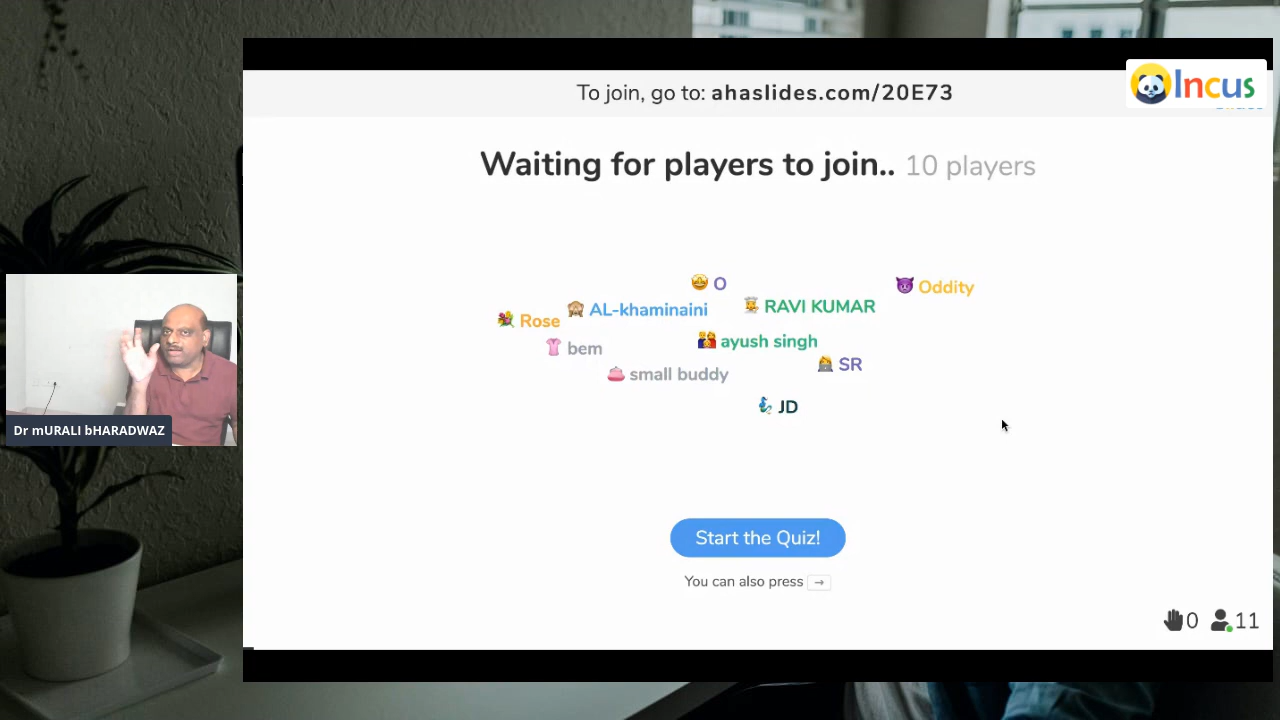 To join, go to: ahaslides.com/20E73
Incus
Waiting for players to join.. 10 players
O
Oddity
AL-khaminaini
RAVI KUMAR
Rose
ayush singh
bem
SR
small buddy
JD
Dr mURALI bHARADWAZ
Start the Quiz!
You can also press →
0 11